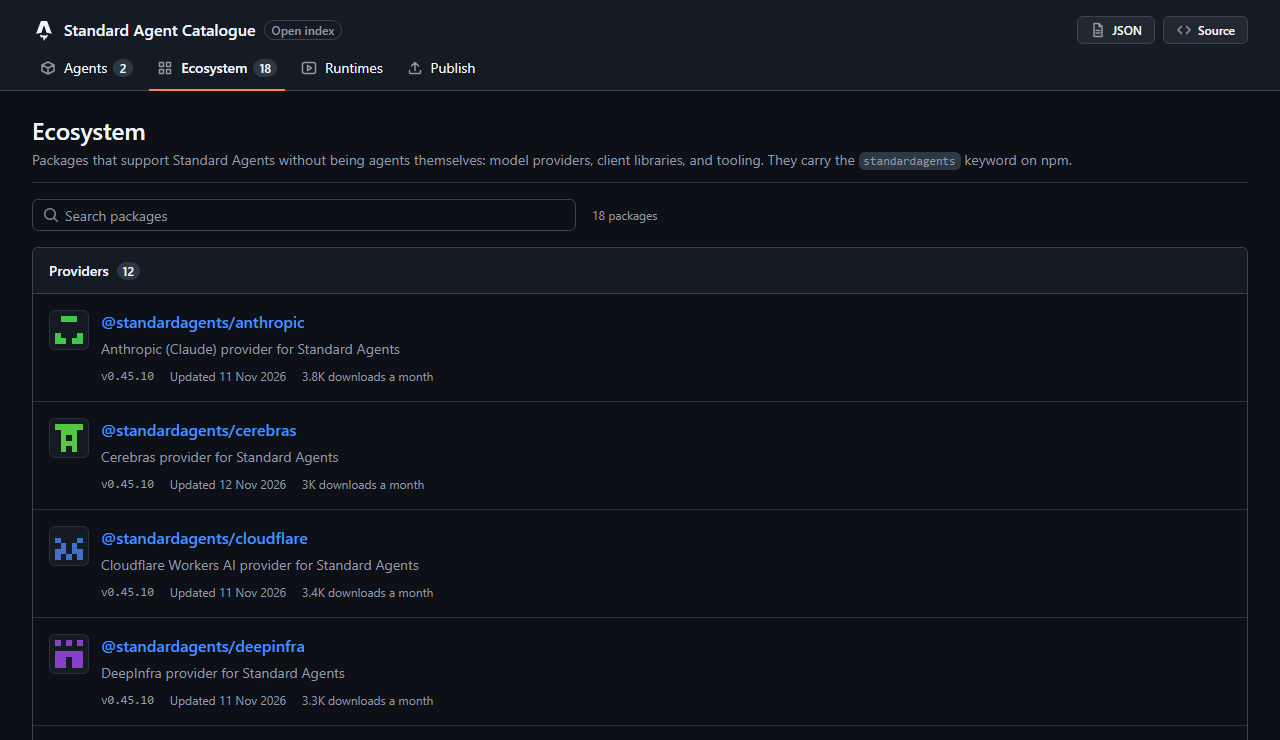 Standard Agent Catalogue Open index JSON Source
Agents 2 Ecosystem 18 Runtimes Publish
Ecosystem
Packages that support Standard Agents without being agents themselves: model providers, client libraries, and tooling. They carry the standardagents keyword on npm.
Search packages 18 packages
Providers 12
@standardagents/anthropic
Anthropic (Claude) provider for Standard Agents
v0.45.10 Updated 11 Nov 2026 3.8K downloads a month
@standardagents/cerebras
Cerebras provider for Standard Agents
v0.45.10 Updated 12 Nov 2026 3K downloads a month
@standardagents/cloudflare
Cloudflare Workers AI provider for Standard Agents
v0.45.10 Updated 11 Nov 2026 3.4K downloads a month
@standardagents/deepinfra
DeepInfra provider for Standard Agents
v0.45.10 Updated 11 Nov 2026 3.3K downloads a month